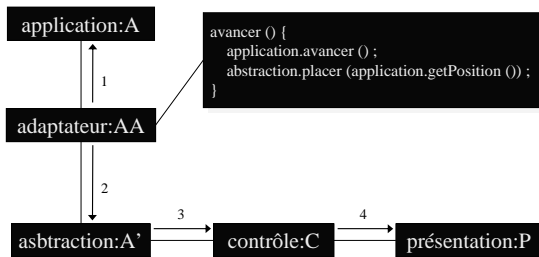 application:A
avancer () {
application.avancer () ;
abstraction.placer (application.getPosition ()) ;
}
1
adaptateur:AA
2
3
4
asbtraction:A'
contrôle:C
présentation:P